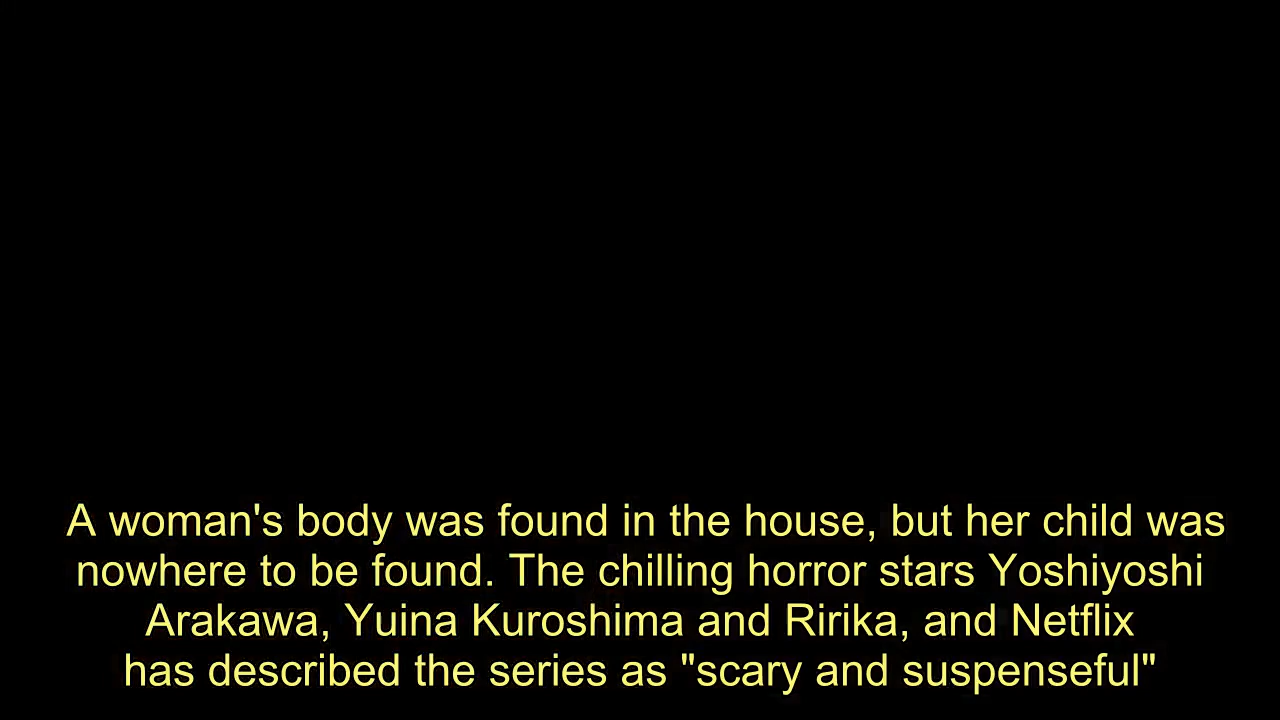 A woman's body was found in the house, but her child was
nowhere to be found. The chilling horror stars Yoshiyoshi
Arakawa, Yuina Kuroshima and Ririka, and Netflix
has described the series as "scary and suspenseful"